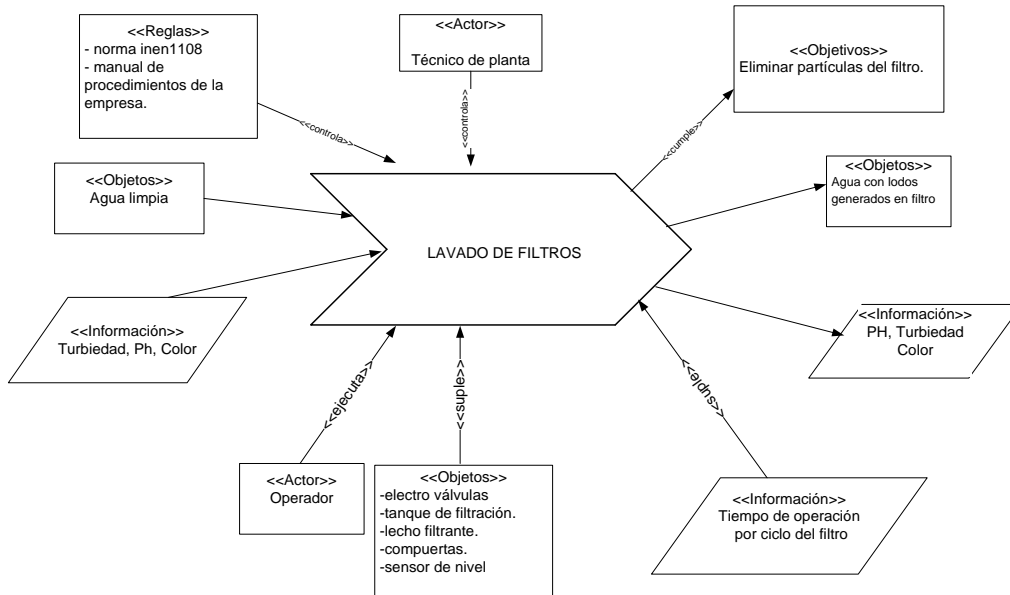 <<Reglas>>
- norma inen1108
- manual de
procedimientos de la
empresa.
<<Actor>>
Técnico de planta
<<Objetivos>>
Eliminar partículas del filtro.
<<controla>>
<<controla>>
<<cumple>>
<<Objetos>>
Agua limpia
<<Objetos>>
Agua con lodos
generados en filtro
LAVADO DE FILTROS
<<Información>>
Turbiedad, Ph, Color
<<Información>>
PH, Turbiedad
Color
<<ejecuta>>
<<suple>>
<<suple>>
<<Actor>>
Operador
<<Objetos>>
-electro válvulas
-tanque de filtración.
-lecho filtrante.
-compuertas.
-sensor de nivel
<<Información>>
Tiempo de operación
por ciclo del filtro